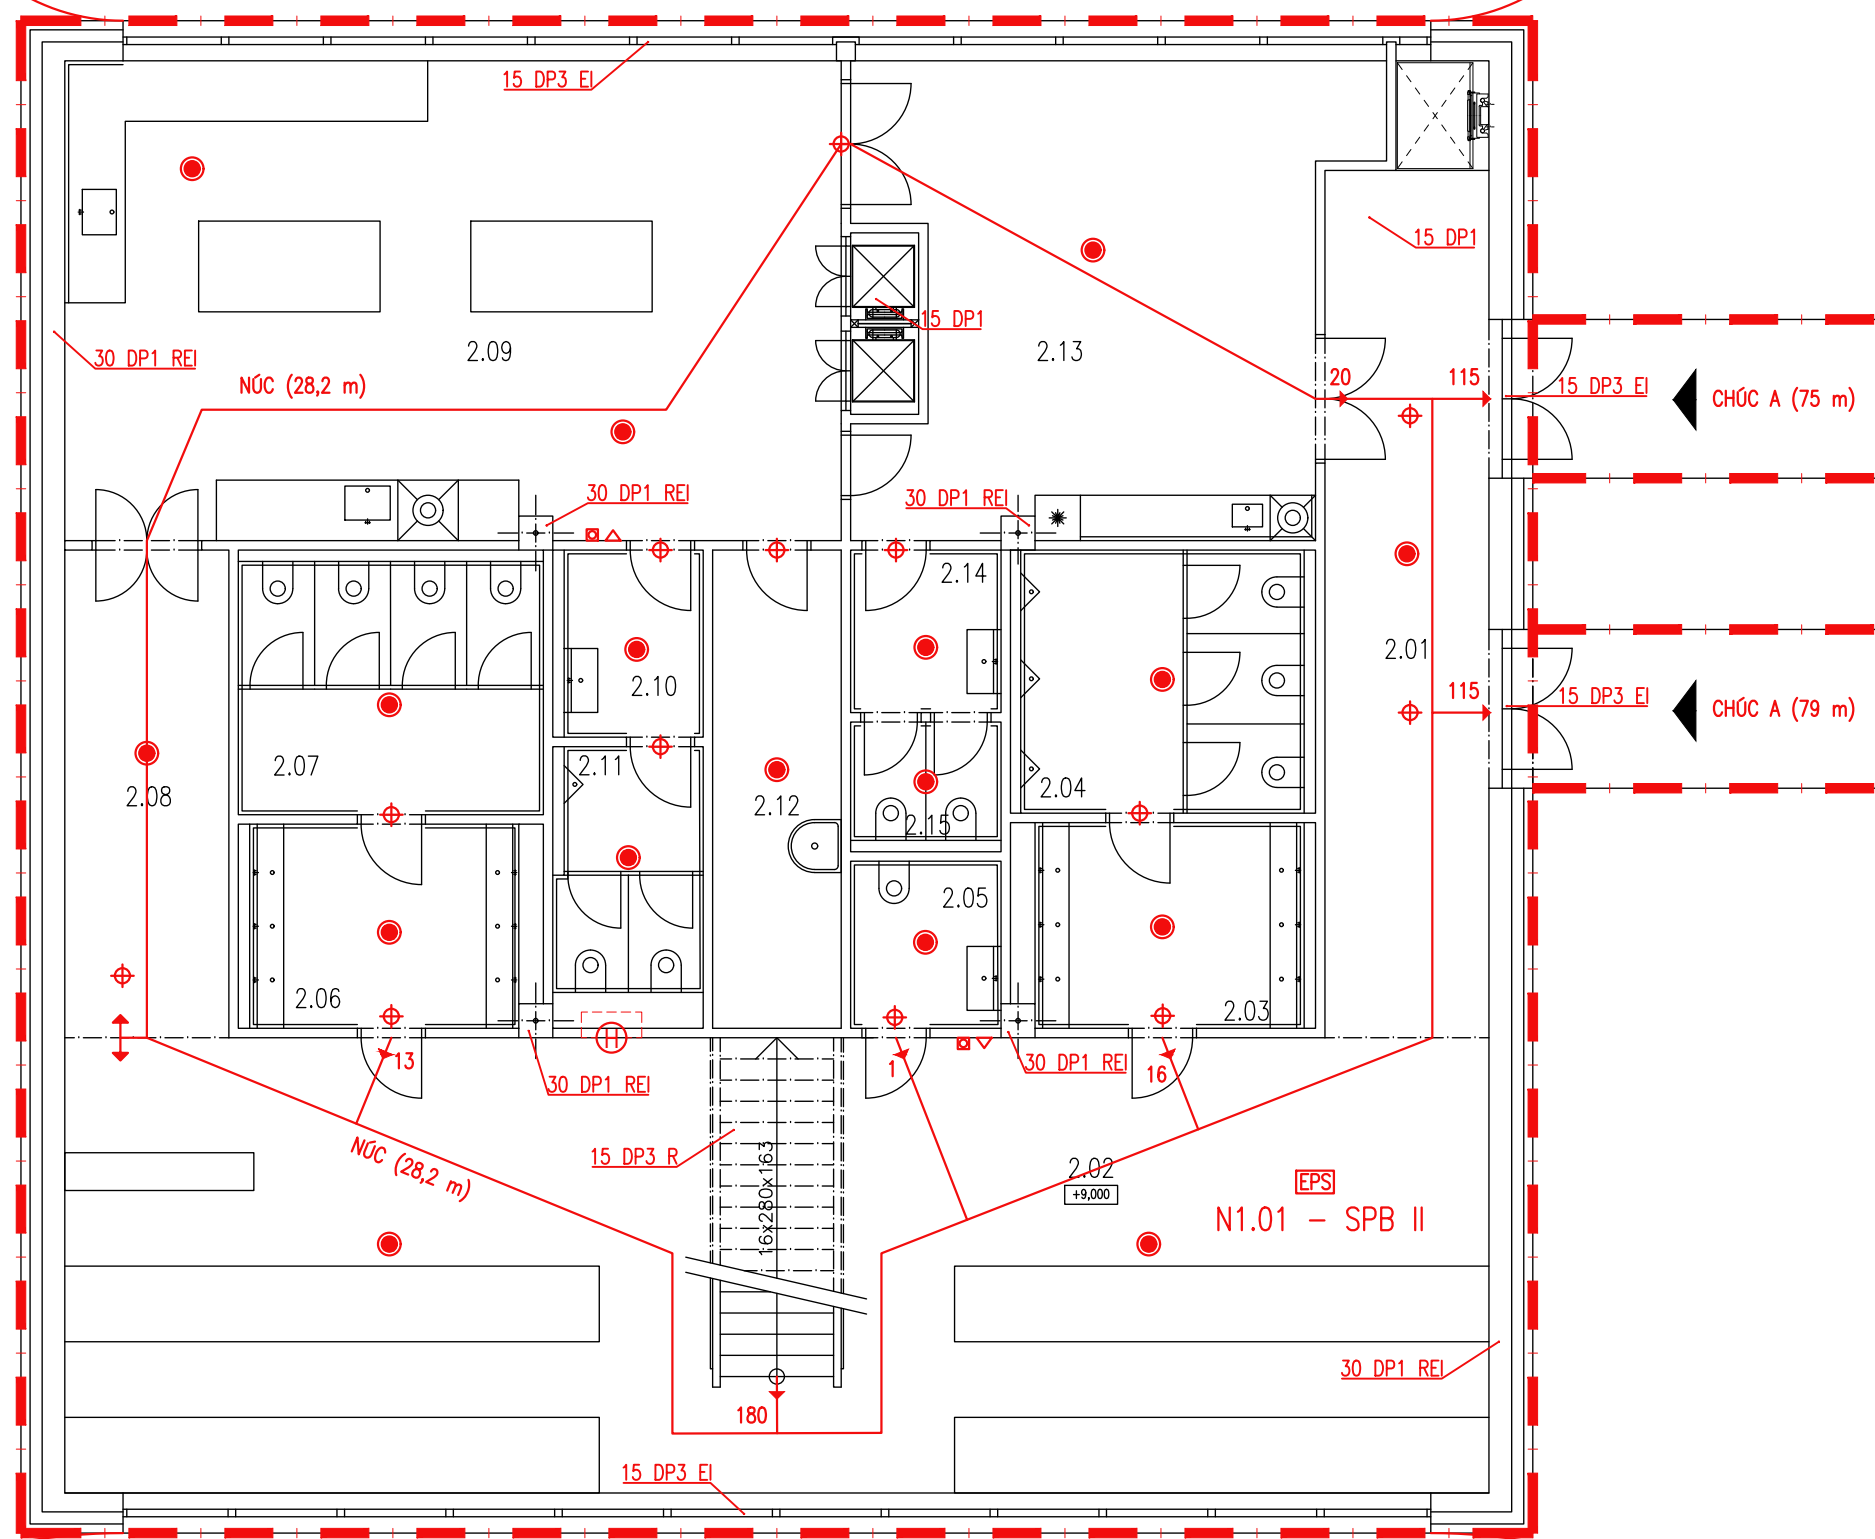 15 DP3 EI
15 DP1
15 DP1
30 DP1 REI
2.09
2.13
NÚC (28,2 m)
20
115
15 DP3 EI
CHÚC A (75 m)
30 DP1 REI
30 DP1 REI
2.14
2.10
2.01
2.07
2.11
2.08
2.12
2.04
2.15
115
15 DP3 EI
CHÚC A (79 m)
2.05
2.06
2.03
H
13
1
16
30 DP1 REI
30 DP1 REI
15 DP3 R
NÚC (28,2 m)
16x280x163
2.02
+9,000
EPS
N1.01 – SPB II
30 DP1 REI
180
15 DP3 EI